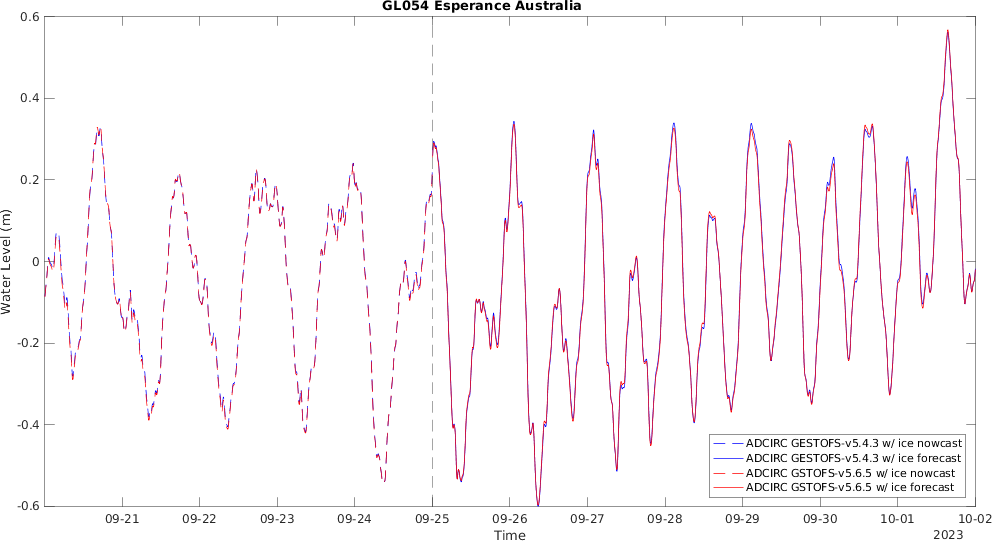 GL054 Esperance Australia
Water Level (m)
0.6
0.4
0.2
0
-0.2
-0.4
-0.6
ADCIRC GESTOFS-v5.4.3 w/ ice nowcast
ADCIRC GESTOFS-v5.4.3 w/ ice forecast
ADCIRC GSTOFS-v5.6.5 w/ ice nowcast
ADCIRC GSTOFS-v5.6.5 w/ ice forecast
09-21 09-22 09-23 09-24 09-25 09-26 09-27 09-28 09-29 09-30 10-01 10-02
Time
2023